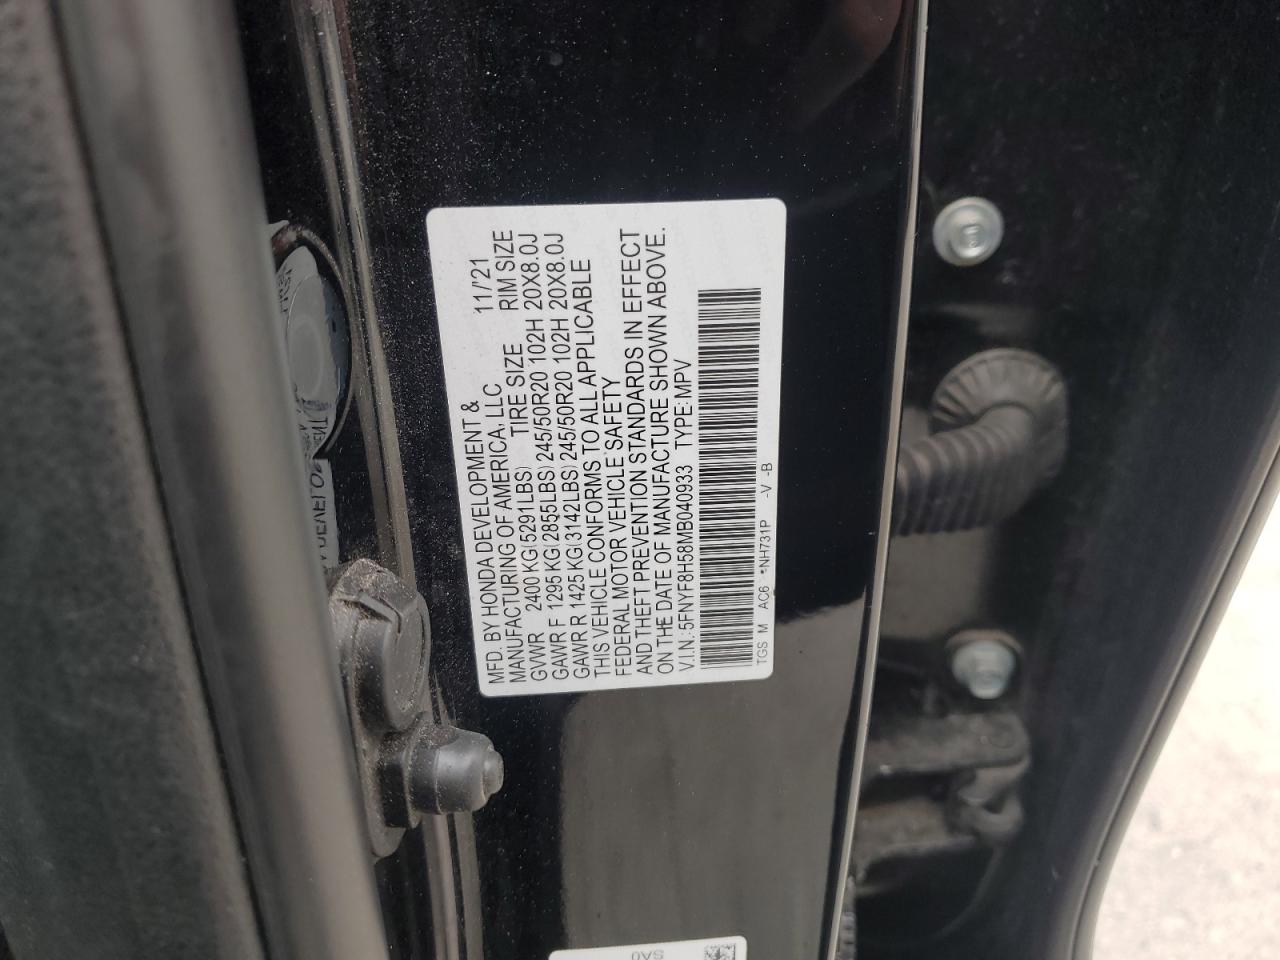 MFD. BY HONDA DEVELOPMENT & 11/21
MANUFACTURING OF AMERICA, LLC
TIRE SIZE RIM SIZE
GVWR 2400 KG(5291LBS)
GAWR F 1295 KG(2855LBS) 245/50R20 102H 20X8.0J
GAWR R 1425 KG(3142LBS) 245/50R20 102H 20X8.0J
THIS VEHICLE CONFORMS TO ALL APPLICABLE
FEDERAL MOTOR VEHICLE SAFETY
AND THEFT PREVENTION STANDARDS IN EFFECT
ON THE DATE OF MANUFACTURE SHOWN ABOVE.
V.I.N.:5FNYF8H58MB040933 TYPE:MPV
TGS M AC6 *NH731P -V -B
OVS